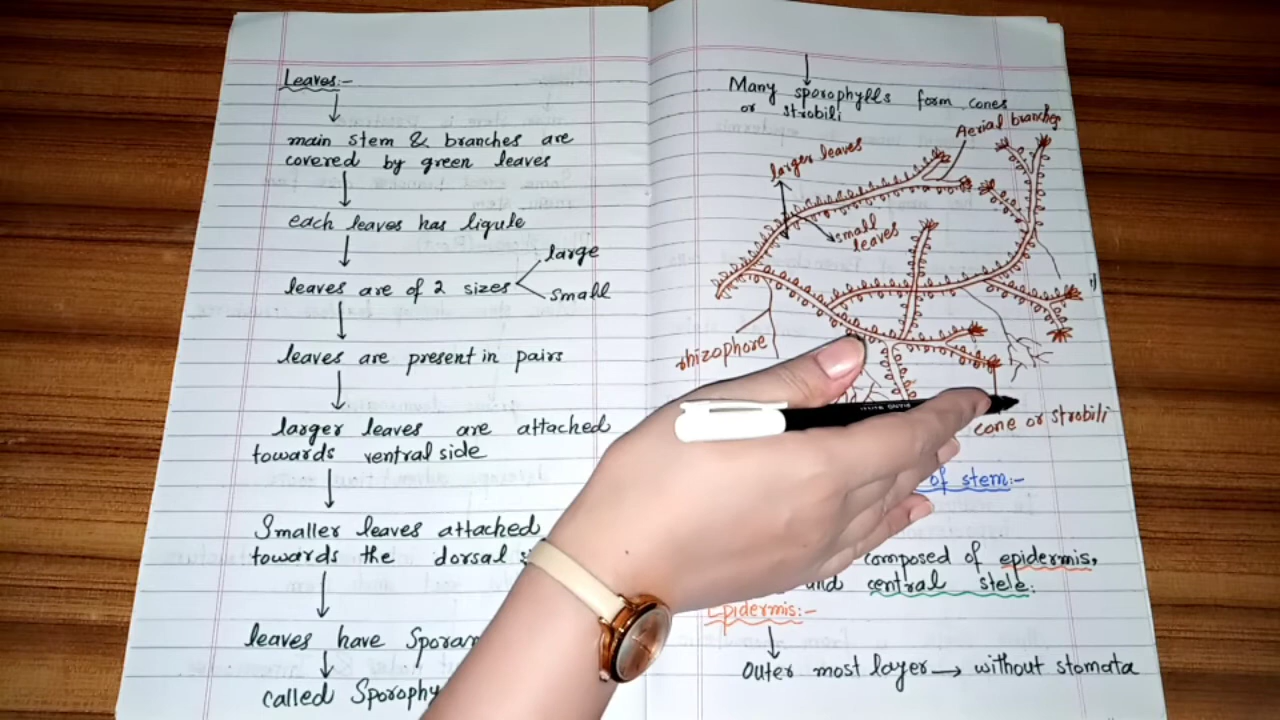 Leaves:-
main stem & branches are
covered by green leaves
each leaves has ligule
leaves are of 2 sizes
large
small
leaves are present in pairs
larger leaves are attached
towards ventral side
Smaller leaves attached
towards the dorsal
leaves have
called
Many sporophylls form cones
or strobili
Aerial branches
larger leaves
small
leaves
rhizophore
cone or strobili
of stem:-
composed of epidermis,
and central stele:
Epidermis:-
Outer most layer → without stomata